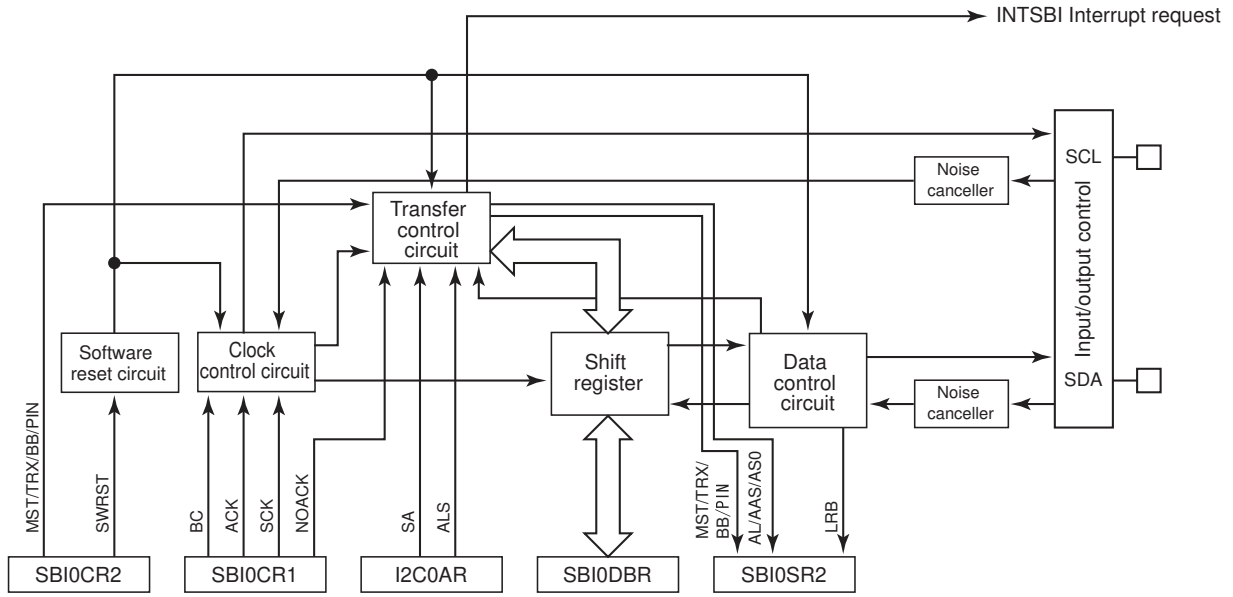 INTSBI Interrupt request
SCL
Noise
canceller
Transfer
control
circuit
Input/output control
Software
reset circuit
Clock
control circuit
Shift
register
Data
control
circuit
SDA
Noise
canceller
MST/TRX/BB/PIN
SWRST
BC
ACK
SCK
NOACK
SA
ALS
MST/TRX/
BB/PIN
AL/AAS/AS0
LRB
SBI0CR2
SBI0CR1
I2C0AR
SBI0DBR
SBI0SR2